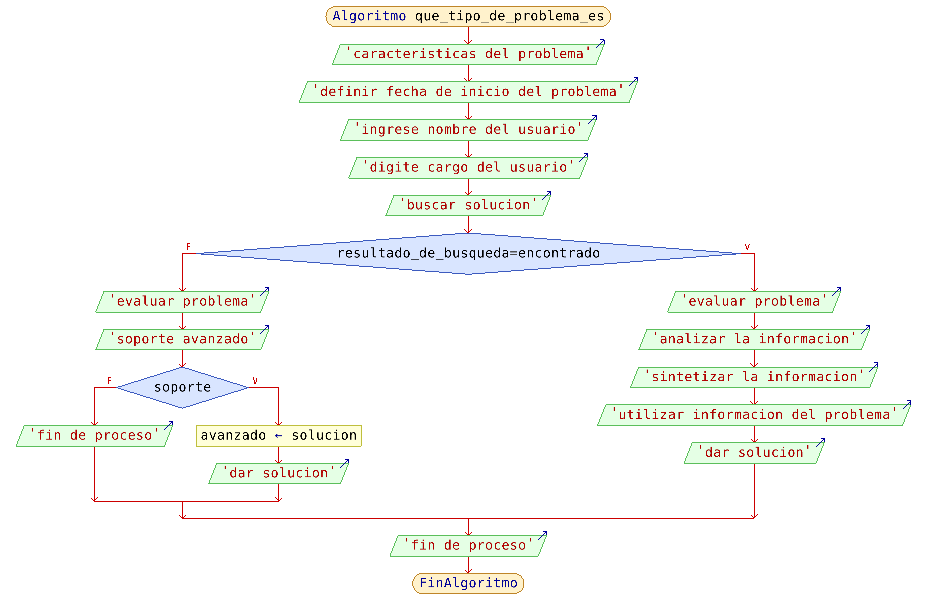 Algoritmo que_tipo_de_problema_es
'caracteristicas del problema'
'definir fecha de inicio del problema'
'ingrese nombre del usuario'
'digite cargo del usuario'
'buscar solucion'
F
V
resultado_de_busqueda=encontrado
'evaluar problema'
'soporte avanzado'
F
V
soporte
'fin de proceso'
avanzado ← solucion
'dar solucion'
'evaluar problema'
'analizar la informacion'
'sintetizar la informacion'
'utilizar informacion del problema'
'dar solucion'
'fin de proceso'
FinAlgoritmo